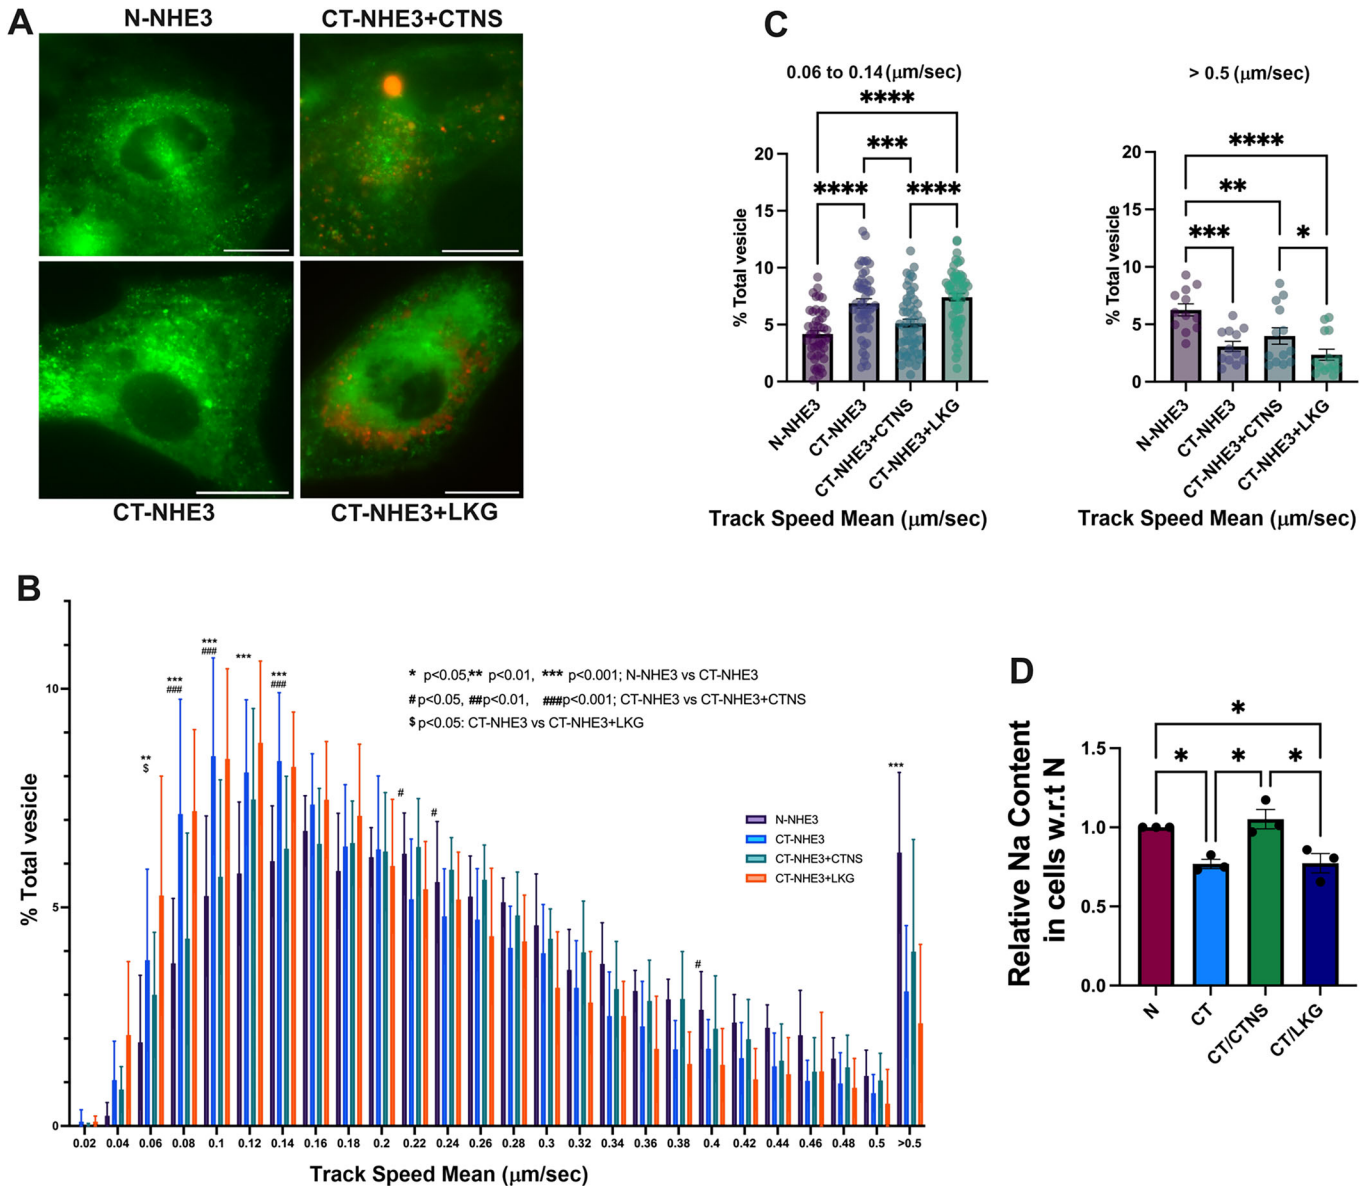 A
N-NHE3
CT-NHE3+CTNS
CT-NHE3
CT-NHE3+LKG
C
0.06 to 0.14 (μm/sec)
****
***
**** ****
% Total vesicle
20
15
10
5
0
N-NHE3
CT-NHE3
CT-NHE3+CTNS
CT-NHE3+LKG
Track Speed Mean (μm/sec)
> 0.5 (μm/sec)
****
**
*** *
% Total vesicle
20
15
10
5
0
N-NHE3
CT-NHE3
CT-NHE3+CTNS
CT-NHE3+LKG
Track Speed Mean (μm/sec)
B
% Total vesicle
10
5
0
**
$
***
###
***
###
***
***
###
#
#
#
***
* p<0.05,** p<0.01, *** p<0.001; N-NHE3 vs CT-NHE3
# p<0.05, ##p<0.01, ###p<0.001; CT-NHE3 vs CT-NHE3+CTNS
$ p<0.05: CT-NHE3 vs CT-NHE3+LKG
N-NHE3
CT-NHE3
CT-NHE3+CTNS
CT-NHE3+LKG
0.02 0.04 0.06 0.08 0.1 0.12 0.14 0.16 0.18 0.2 0.22 0.24 0.26 0.28 0.3 0.32 0.34 0.36 0.38 0.4 0.42 0.44 0.46 0.48 0.5 >0.5
Track Speed Mean (μm/sec)
D
Relative Na Content
in cells w.r.t N
*
* * *
1.5
1.0
0.5
0.0
N
CT
CT/CTNS
CT/LKG